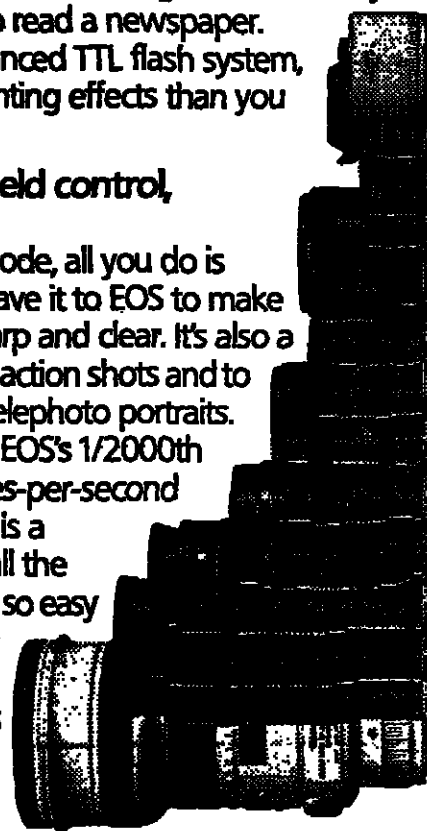 o read a newspaper.
nced TTL flash system,
nting effects than you
eld control,
ode, all you do is
ave it to EOS to make
arp and clear. It's also a
action shots and to
elephoto portraits.
EOS's 1/2000th
es-per-second
is a
all the
so easy